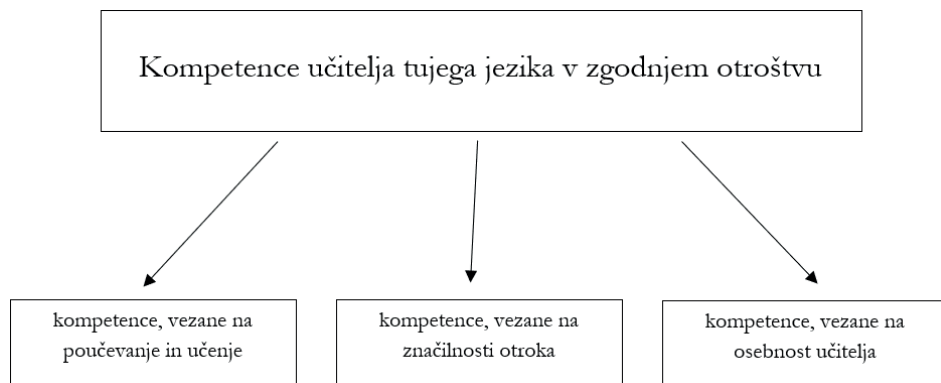 Kompetence učitelja tujega jezika v zgodnjem otroštvu
kompetence, vezane na
poučevanje in učenje
kompetence, vezane na
značilnosti otroka
kompetence, vezane na
osebnost učitelja